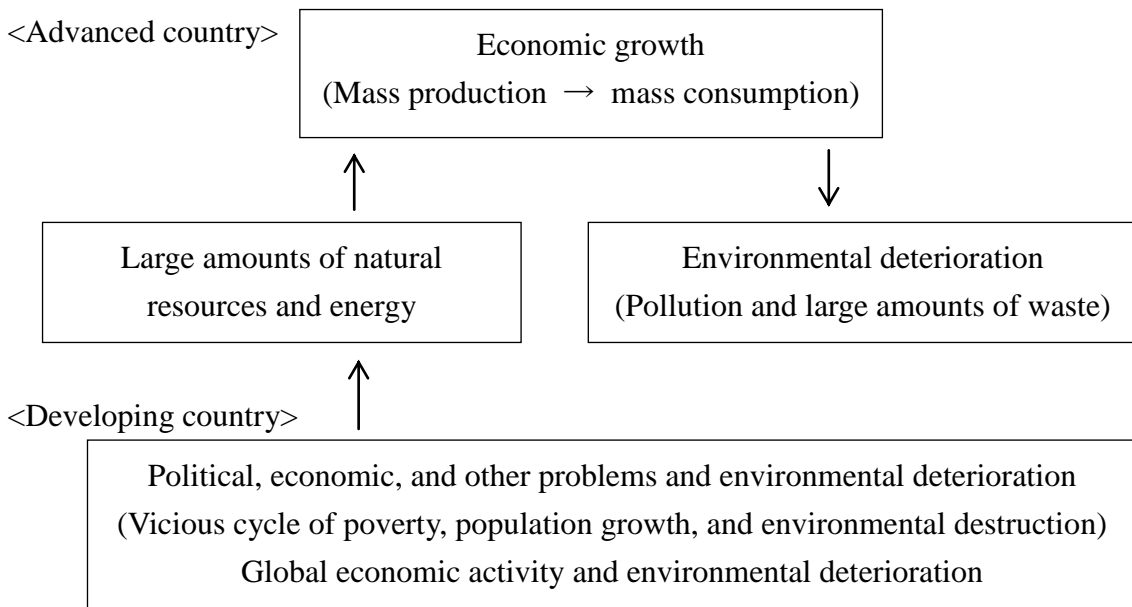 <Advanced country>
Economic growth
(Mass production → mass consumption)
Large amounts of natural
resources and energy
Environmental deterioration
(Pollution and large amounts of waste)
<Developing country>
Political, economic, and other problems and environmental deterioration
(Vicious cycle of poverty, population growth, and environmental destruction)
Global economic activity and environmental deterioration